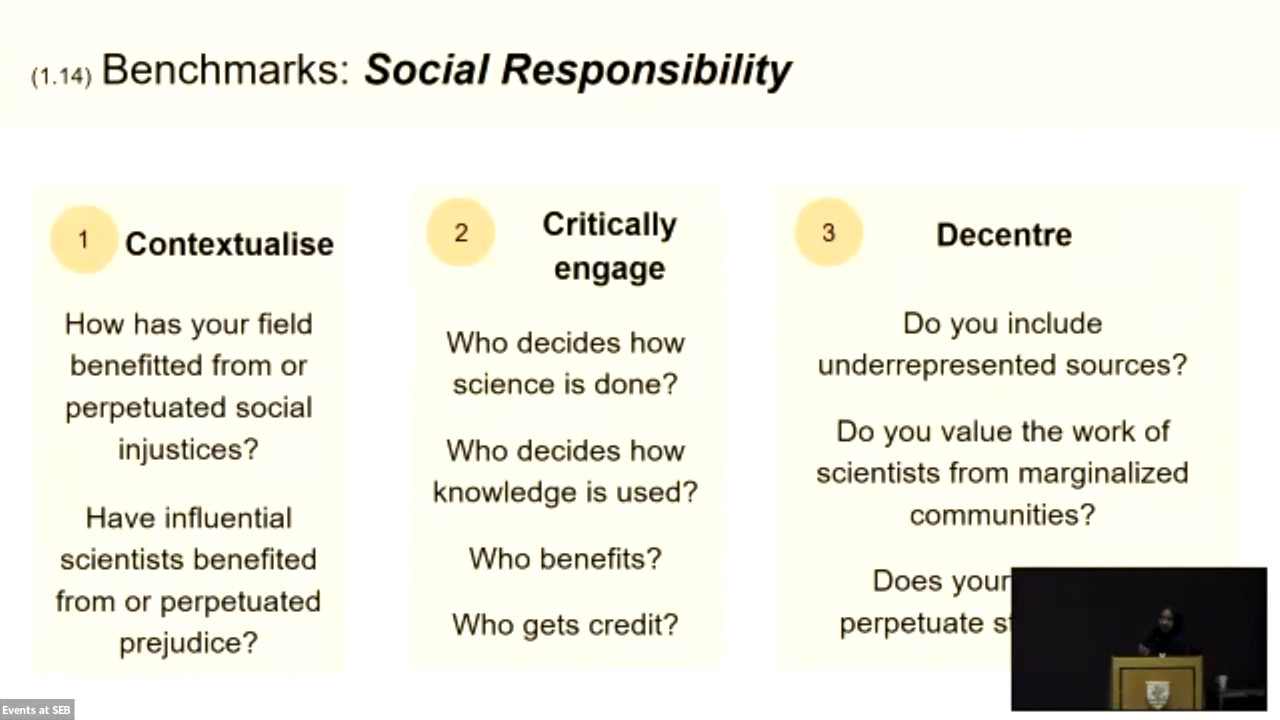 (1.14) Benchmarks: Social Responsibility
1
Contextualise
How has your field
benefitted from or
perpetuated social
injustices?
Have influential
scientists benefited
from or perpetuated
prejudice?
2
Critically
engage
Who decides how
science is done?
Who decides how
knowledge is used?
Who benefits?
Who gets credit?
3
Decentre
Do you include
underrepresented sources?
Do you value the work of
scientists from marginalized
communities?
Does your
perpetuate
Events at SEB